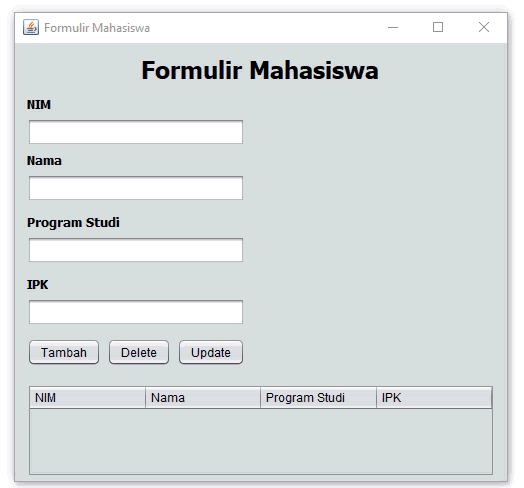 Formulir Mahasiswa
Formulir Mahasiswa
NIM
Nama
Program Studi
IPK
Tambah Delete Update
NIM Nama Program Studi IPK